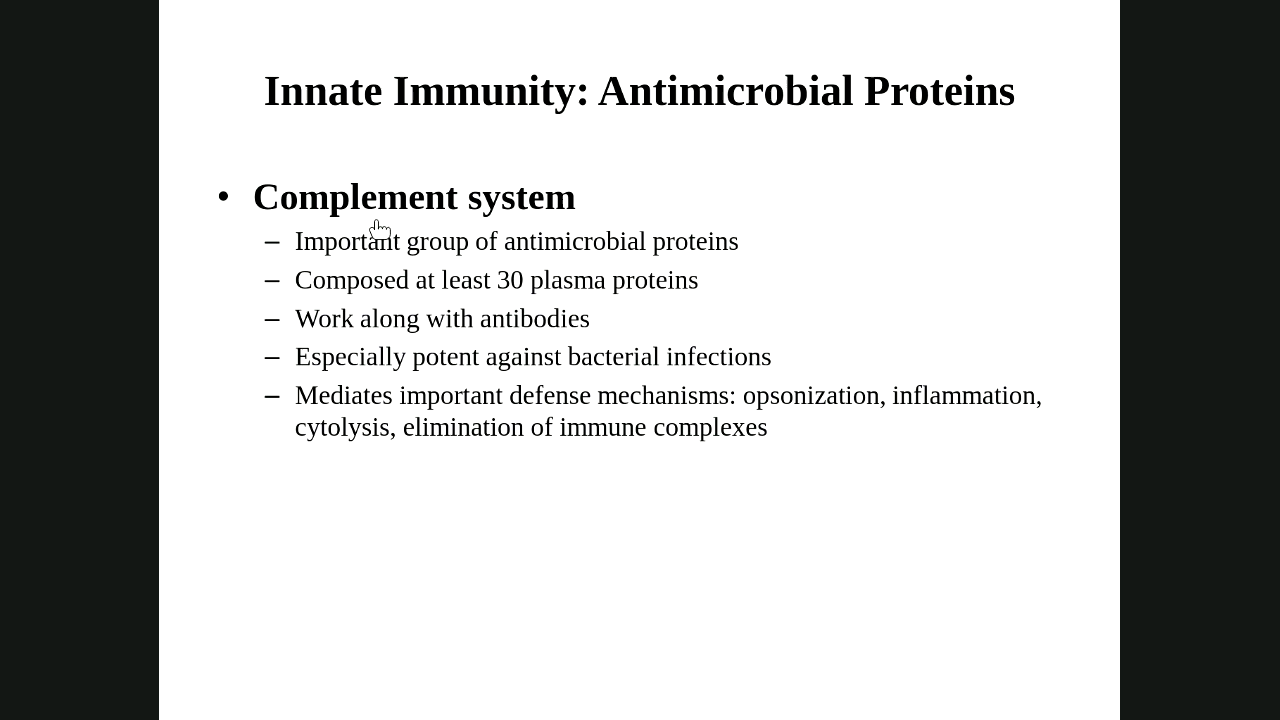 Innate Immunity: Antimicrobial Proteins
• Complement system
– Important group of antimicrobial proteins
– Composed at least 30 plasma proteins
– Work along with antibodies
– Especially potent against bacterial infections
– Mediates important defense mechanisms: opsonization, inflammation,
cytolysis, elimination of immune complexes